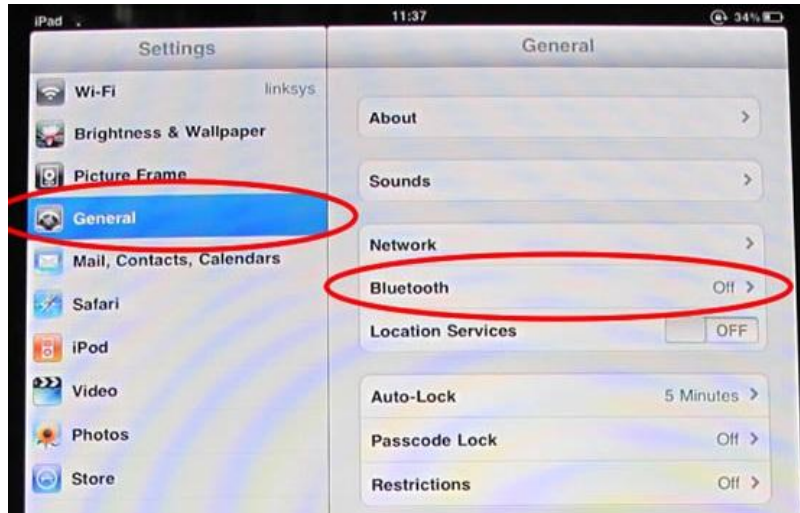 iPad 11:37 34%
Settings
Wi-Fi linksys
Brightness & Wallpaper
Picture Frame
General
Mail, Contacts, Calendars
Safari
iPod
Video
Photos
Store
General
About
Sounds
Network
Bluetooth Off
Location Services OFF
Auto-Lock 5 Minutes
Passcode Lock Off
Restrictions Off